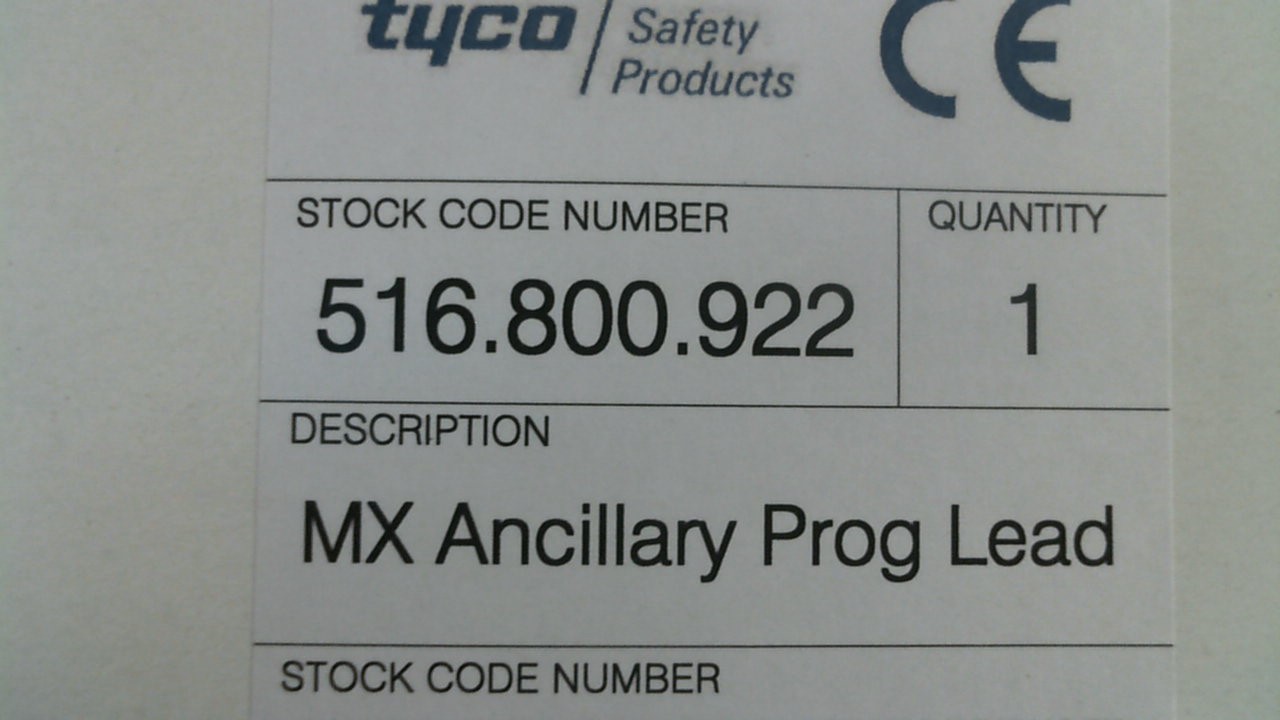 tyco Safety
Products CE
STOCK CODE NUMBER QUANTITY
516.800.922 1
DESCRIPTION
MX Ancillary Prog Lead
STOCK CODE NUMBER